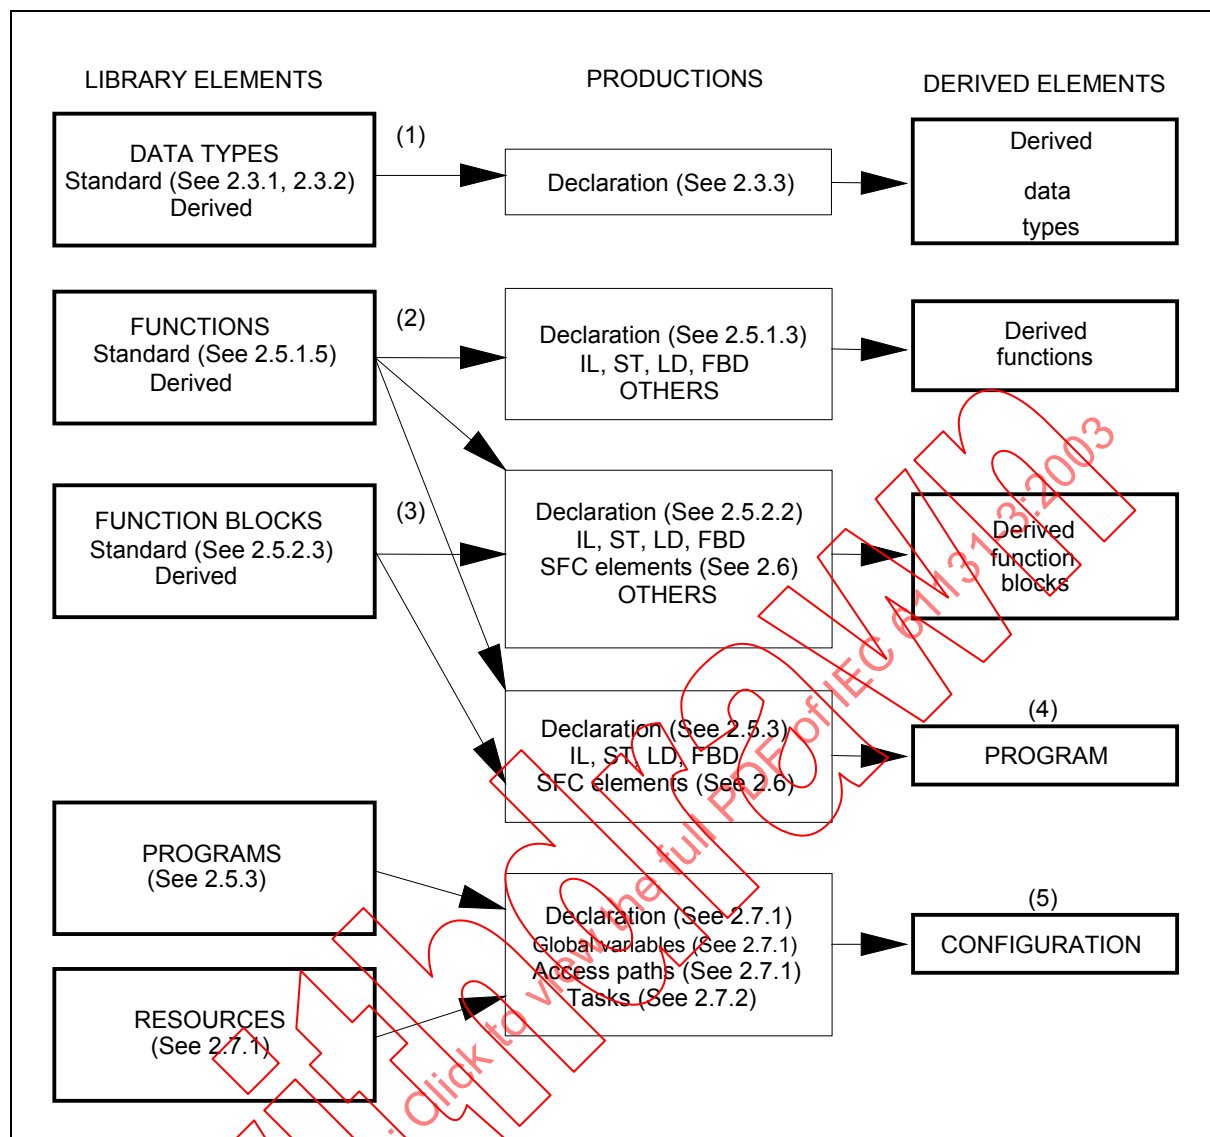 LIBRARY ELEMENTS
PRODUCTIONS
DERIVED ELEMENTS
DATA TYPES
Standard (See 2.3.1, 2.3.2)
Derived
(1)
Declaration (See 2.3.3)
Derived
data
types
FUNCTIONS
Standard (See 2.5.1.5)
Derived
(2)
Declaration (See 2.5.1.3)
IL, ST, LD, FBD
OTHERS
Derived
functions
FUNCTION BLOCKS
Standard (See 2.5.2.3)
Derived
(3)
Declaration (See 2.5.2.2)
IL, ST, LD, FBD
SFC elements (See 2.6)
OTHERS
Derived
function
blocks
Declaration (See 2.5.3)
IL, ST, LD, FBD
SFC elements (See 2.6)
(4)
PROGRAM
PROGRAMS
(See 2.5.3)
Declaration (See 2.7.1)
Global variables (See 2.7.1)
Access paths (See 2.7.1)
Tasks (See 2.7.2)
(5)
CONFIGURATION
RESOURCES
(See 2.7.1)
: Click to view the full PDF of IEC 61131-3:2003
ithdrawn